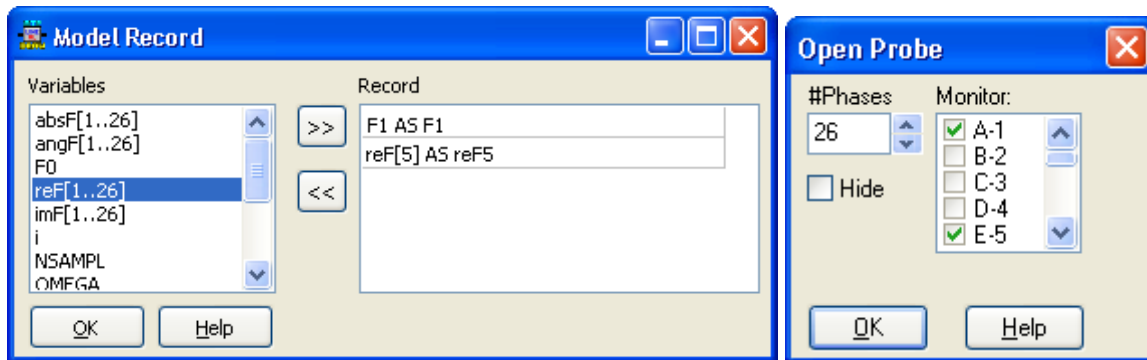 Model Record
Variables
Record
absF[1..26]
angF[1..26]
F0
reF[1..26]
imF[1..26]
i
NSAMPL
OMEGA
>>
<<
F1 AS F1
reF[5] AS reF5
OK
Help
Open Probe
#Phases
Monitor:
26
Hide
A-1
B-2
C-3
D-4
E-5
OK
Help